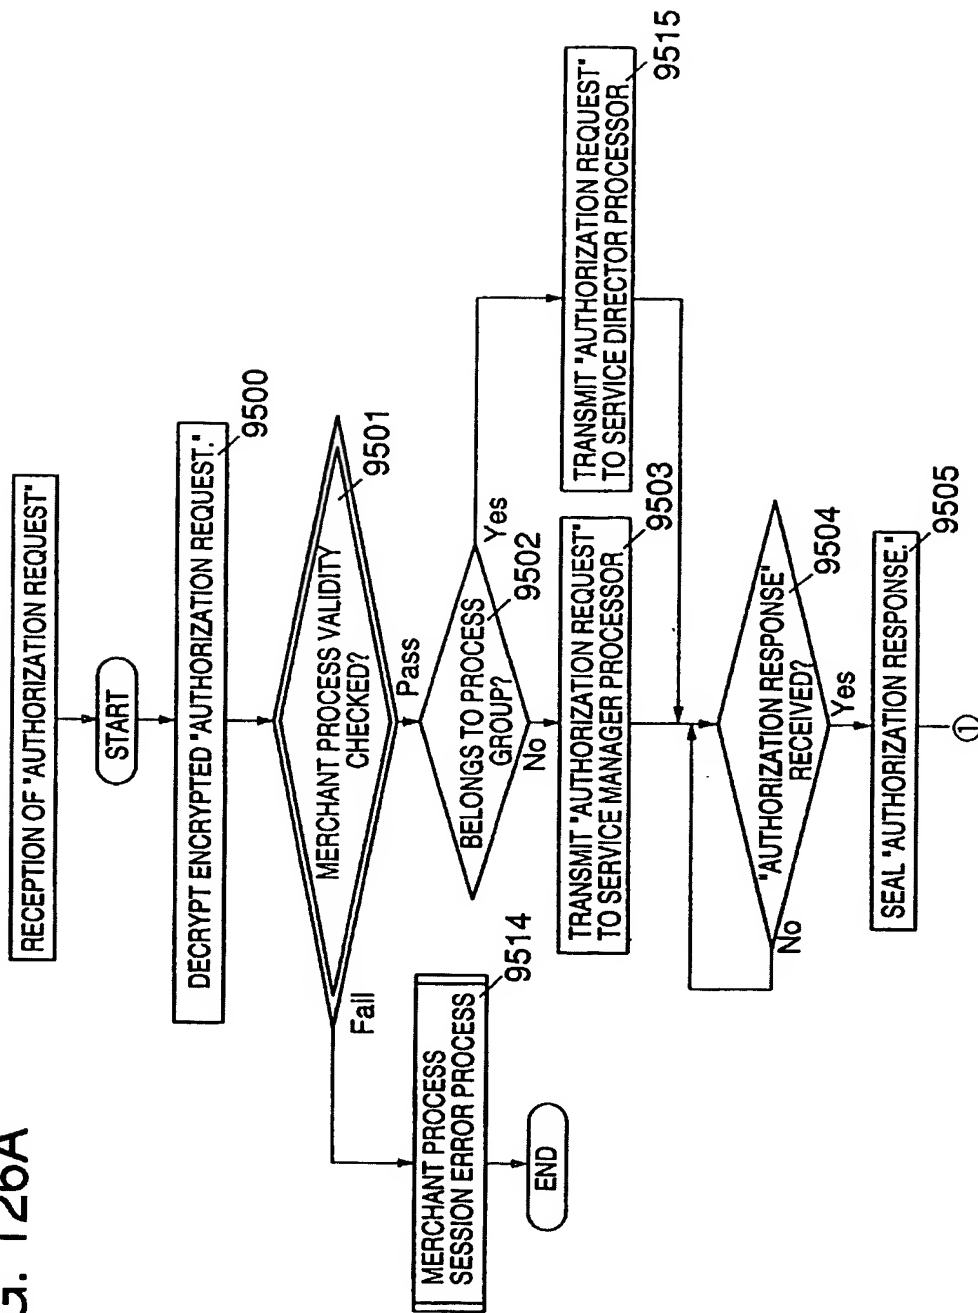 G. 126A
RECEPTION OF "AUTHORIZATION REQUEST"
START
DECRYPT ENCRYPTED "AUTHORIZATION REQUEST."
9500
MERCHANT PROCESS VALIDITY
CHECKED?
9501
Fail
Pass
MERCHANT PROCESS
SESSION ERROR PROCESS
9514
END
BELONGS TO PROCESS
GROUP?
9502
Yes
No
TRANSMIT "AUTHORIZATION REQUEST"
TO SERVICE MANAGER PROCESSOR.
9503
TRANSMIT "AUTHORIZATION REQUEST"
TO SERVICE DIRECTOR PROCESSOR.
9515
"AUTHORIZATION RESPONSE"
RECEIVED?
9504
No
Yes
SEAL "AUTHORIZATION RESPONSE."
9505
①